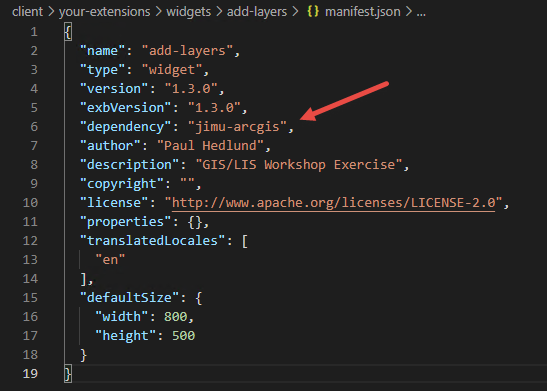 client > your-extensions > widgets > add-layers > {} manifest.json > ...
1 {
2 "name": "add-layers",
3 "type": "widget",
4 "version": "1.3.0",
5 "exbVersion": "1.3.0",
6 "dependency": "jimu-arcgis",
7 "author": "Paul Hedlund",
8 "description": "GIS/LIS Workshop Exercise",
9 "copyright": "",
10 "license": "http://www.apache.org/licenses/LICENSE-2.0",
11 "properties": {},
12 "translatedLocales": [
13 "en"
14 ],
15 "defaultSize": {
16 "width": 800,
17 "height": 500
18 }
19 }